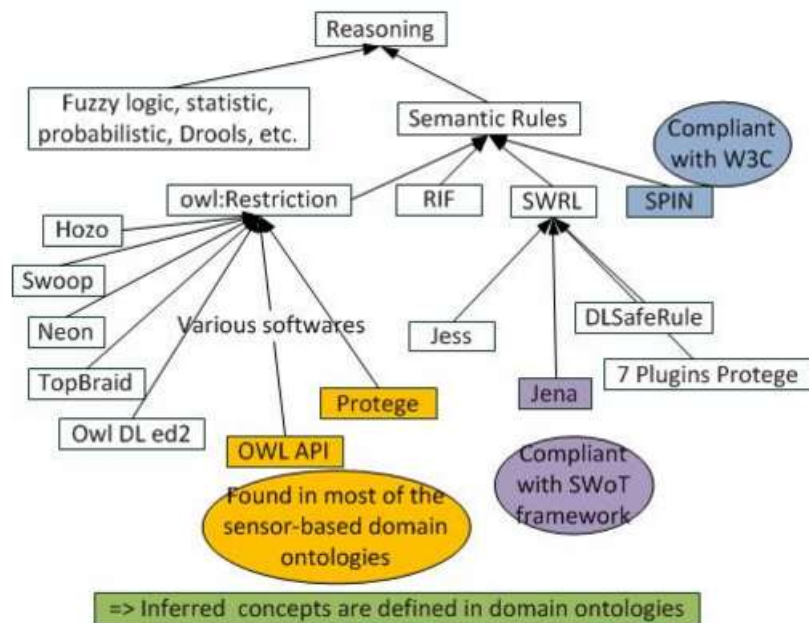 Reasoning
Fuzzy logic, statistic,
probabilistic, Drools, etc.
Semantic Rules
Compliant
with W3C
owl:Restriction
RIF
SWRL
SPIN
Hozo
Swoop
Neon
TopBraid
Owl DL ed2
Various softwares
OWL API
Protege
Jess
Jena
DLSafeRule
7 Plugins Protege
Found in most of the
sensor-based domain
ontologies
Compliant
with SWoT
framework
=> Inferred concepts are defined in domain ontologies